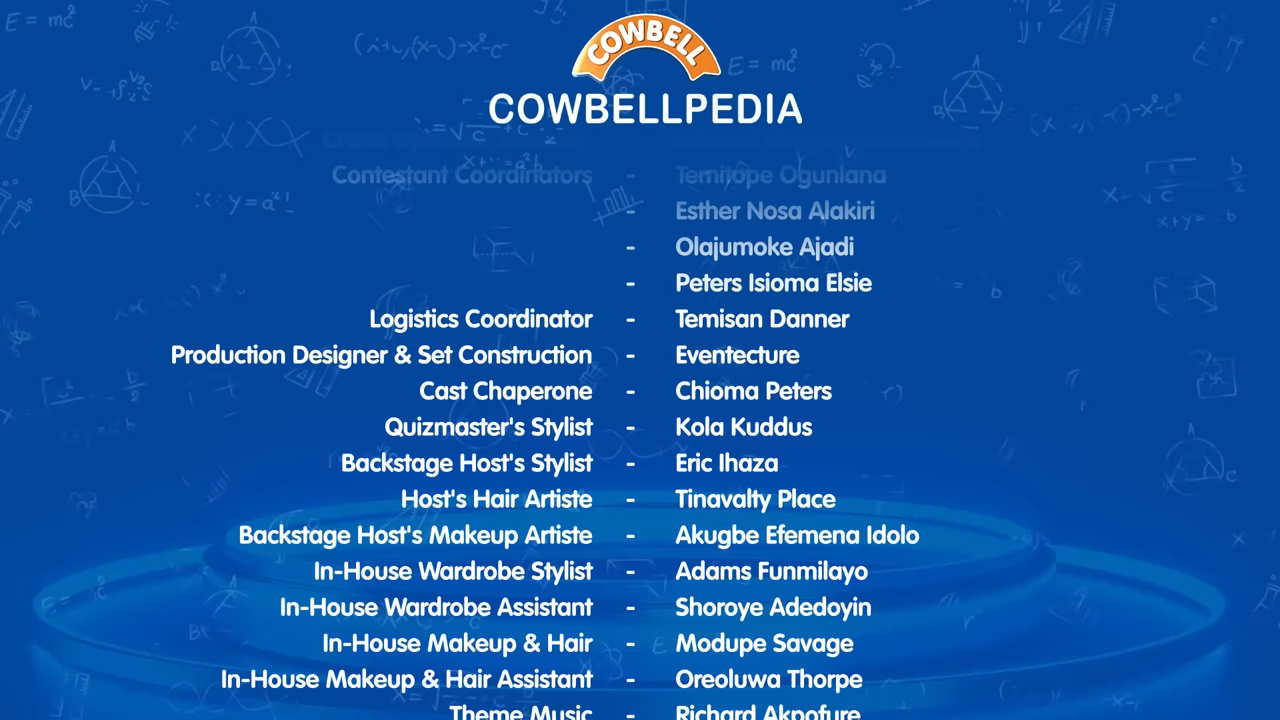 COWBELL
COWBELLPEDIA
Contestant Coordinators - Temitope Ogunlana
- Esther Nosa Alakiri
- Olajumoke Ajadi
- Peters Isioma Elsie
Logistics Coordinator - Temisan Danner
Production Designer & Set Construction - Eventecture
Cast Chaperone - Chioma Peters
Quizmaster's Stylist - Kola Kuddus
Backstage Host's Stylist - Eric Ihaza
Host's Hair Artiste - Tinavalty Place
Backstage Host's Makeup Artiste - Akugbe Efemena Idolo
In-House Wardrobe Stylist - Adams Funmilayo
In-House Wardrobe Assistant - Shoroye Adedoyin
In-House Makeup & Hair - Modupe Savage
In-House Makeup & Hair Assistant - Oreoluwa Thorpe
Theme Music - Richard Akpofure
E = mc²
E = mc²